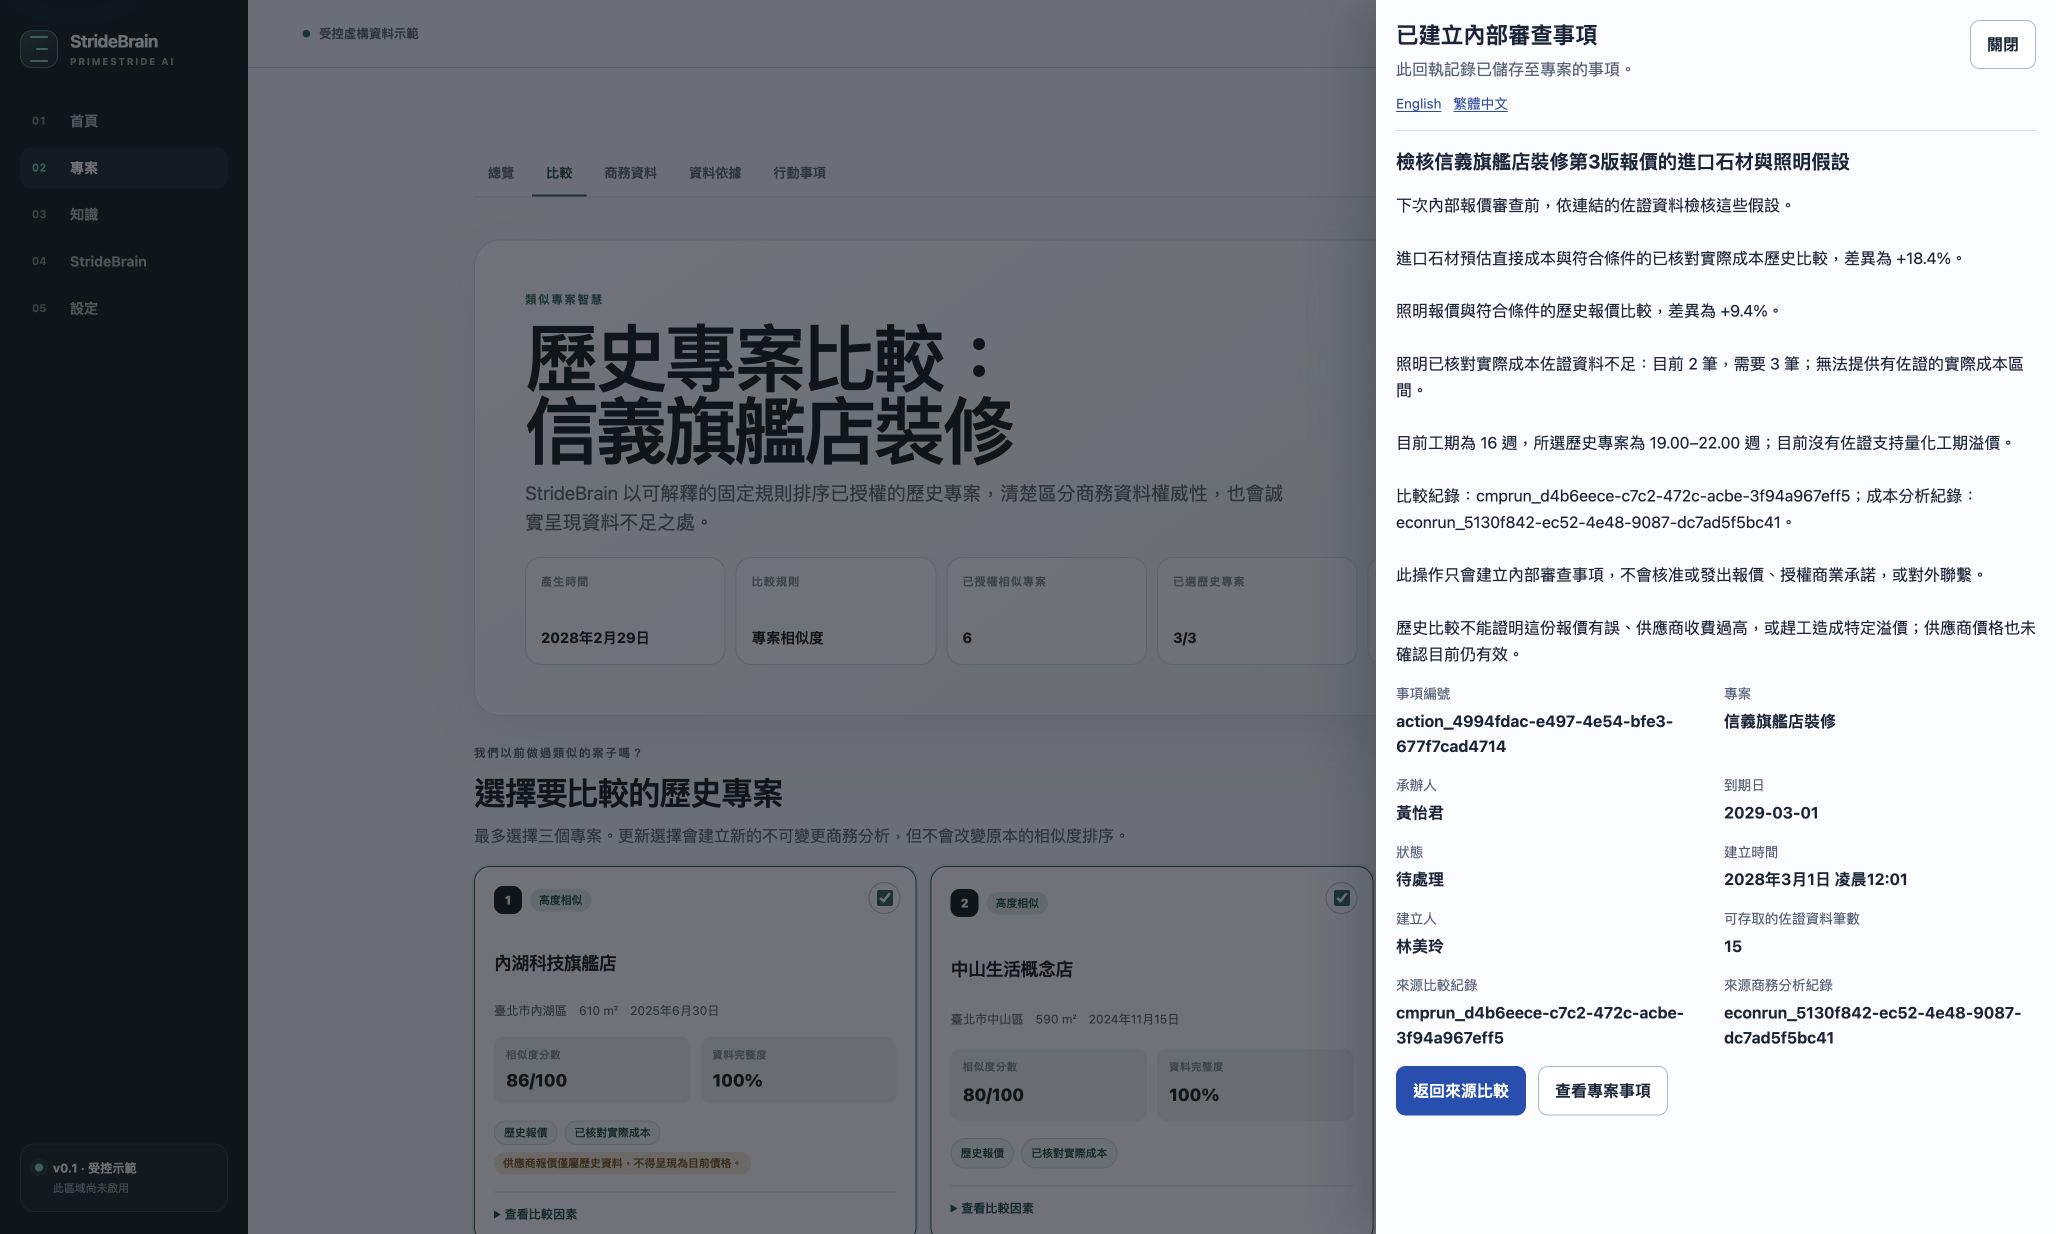 StrideBrain
PRIMESTRIDE AI
01 首頁
02 專案
03 知識
04 StrideBrain
05 設定
v0.1 · 受控示範
此區域尚未啟用
受控虛構資料示範
總覽 比較 商務資料 資料依據 行動事項
類似專案智慧
歷史專案比較：
信義旗艦店裝修
StrideBrain 以可解釋的固定規則排序已授權的歷史專案，清楚區分商務資料權威性，也會誠
實呈現資料不足之處。
產生時間 比較規則 已授權相似專案 已選歷史專案
2028年2月29日 專案相似度 6 3/3
我們以前做過類似的案子嗎？
選擇要比較的歷史專案
最多選擇三個專案。更新選擇會建立新的不可變更商務分析，但不會改變原本的相似度排序。
1 高度相似
內湖科技旗艦店
臺北市內湖區 610 m² 2025年6月30日
相似度分數 資料完整度
86/100 100%
歷史報價 已核對實際成本
供應商報價僅屬歷史資料，不得呈現為目前價格。
▶ 查看比較因素
2 高度相似
中山生活概念店
臺北市中山區 590 m² 2024年11月15日
相似度分數 資料完整度
80/100 100%
歷史報價 已核對實際成本
▶ 查看比較因素
已建立內部審查事項
關閉
此回執記錄已儲存至專案的事項。
English 繁體中文
檢核信義旗艦店裝修第3版報價的進口石材與照明假設
下次內部報價審查前，依連結的佐證資料檢核這些假設。
進口石材預估直接成本與符合條件的已核對實際成本歷史比較，差異為 +18.4%。
照明報價與符合條件的歷史報價比較，差異為 +9.4%。
照明已核對實際成本佐證資料不足：目前 2 筆，需要 3 筆；無法提供有佐證的實際成本區
間。
目前工期為 16 週，所選歷史專案為 19.00–22.00 週；目前沒有佐證支持量化工期溢價。
比較紀錄：cmprun_d4b6eece-c7c2-472c-acbe-3f94a967eff5；成本分析紀錄：
econrun_5130f842-ec52-4e48-9087-dc7ad5f5bc41。
此操作只會建立內部審查事項，不會核准或發出報價、授權商業承諾，或對外聯繫。
歷史比較不能證明這份報價有誤、供應商收費過高，或趕工造成特定溢價；供應商價格也未
確認目前仍有效。
事項編號 專案
action_4994fdac-e497-4e54-bfe3- 信義旗艦店裝修
677f7cad4714
承辦人 到期日
黃怡君 2029-03-01
狀態 建立時間
待處理 2028年3月1日 凌晨12:01
建立人 可存取的佐證資料筆數
林美玲 15
來源比較紀錄 來源商務分析紀錄
cmprun_d4b6eece-c7c2-472c-acbe- econrun_5130f842-ec52-4e48-9087-
3f94a967eff5 dc7ad5f5bc41
返回來源比較 查看專案事項